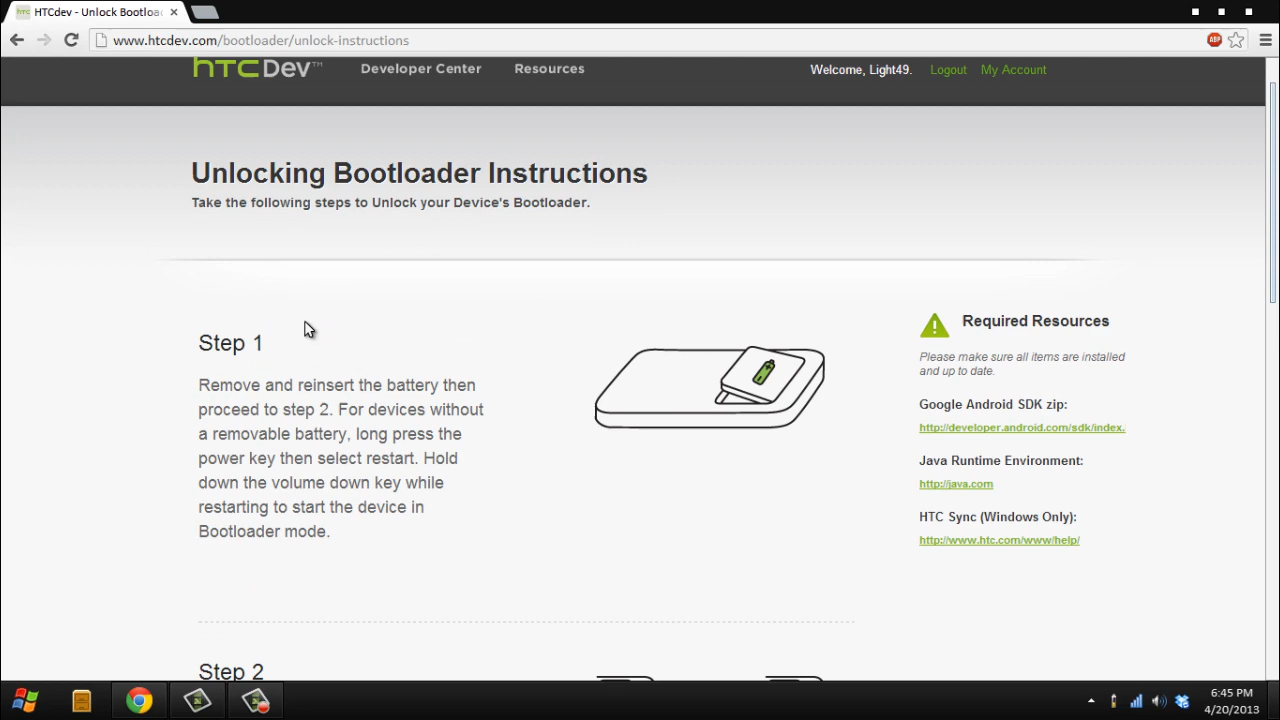 HTCdev - Unlock Bootloa
www.htcdev.com/bootloader/unlock-instructions
ABP
hTC Dev™ Developer Center Resources Welcome, Light49. Logout My Account
Unlocking Bootloader Instructions
Take the following steps to Unlock your Device's Bootloader.
Step 1
Remove and reinsert the battery then
proceed to step 2. For devices without
a removable battery, long press the
power key then select restart. Hold
down the volume down key while
restarting to start the device in
Bootloader mode.
Required Resources
Please make sure all items are installed
and up to date.
Google Android SDK zip:
http://developer.android.com/sdk/index.
Java Runtime Environment:
http://java.com
HTC Sync (Windows Only):
http://www.htc.com/www/help/
Step 2
6:45 PM
4/20/2013